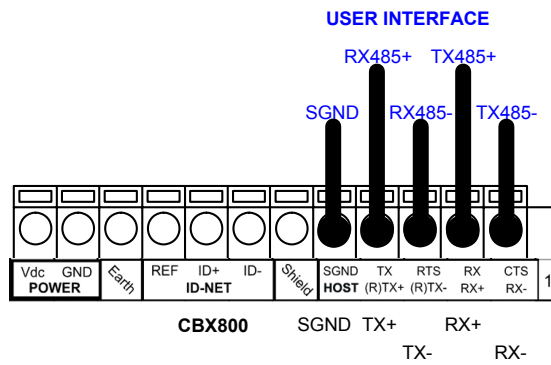 USER INTERFACE
RX485+ TX485+
SGND RX485- TX485-
Vdc GND Earth REF ID+ ID- Shield SGND TX RTS RX CTS
POWER ID-NET HOST (R)TX+ (R)TX- RX+ RX- 1
CBX800 SGND TX+ RX+
TX- RX-